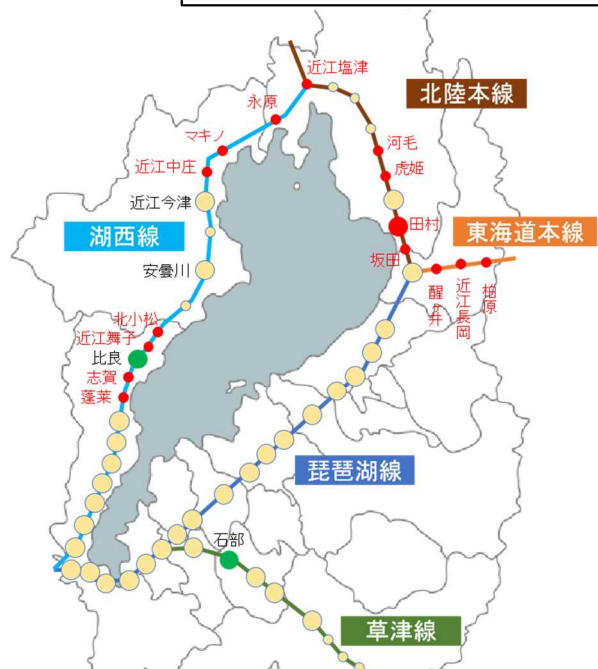 近江塩津
北陸本線
永原
マキノ
河毛
近江中庄
虎姫
近江今津
田村
湖西線
東海道本線
坂田
安曇川
醒ヶ井
近江長岡
柏原
北小松
近江舞子
比良
志賀
蓬莱
琵琶湖線
石部
草津線